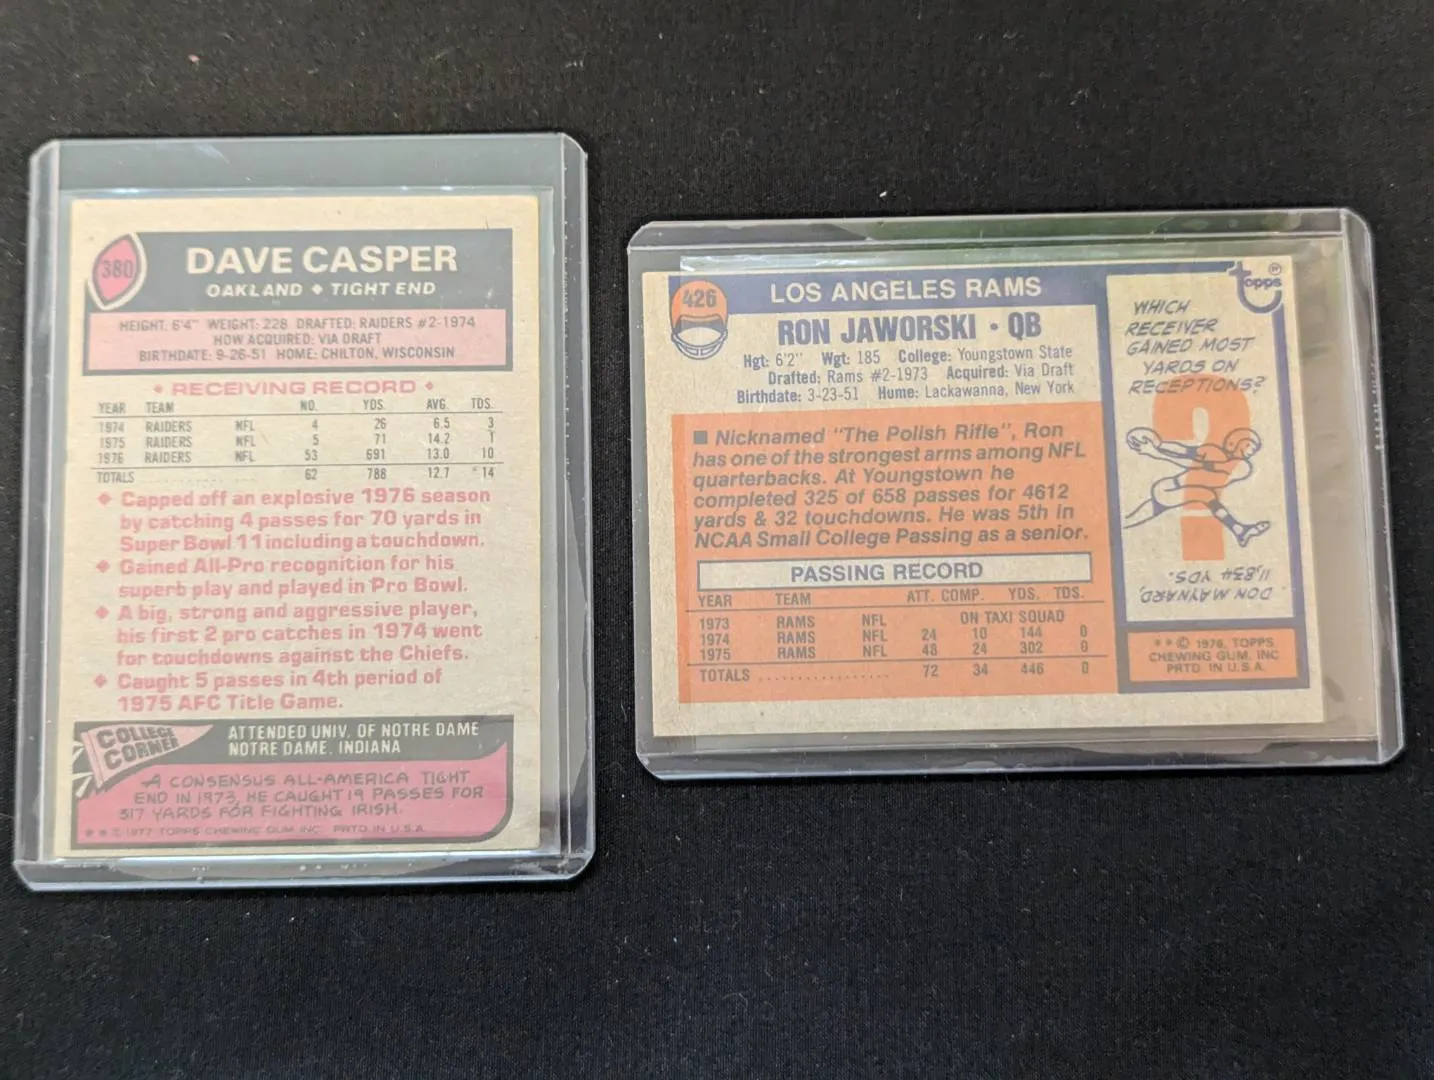 380
DAVE CASPER
OAKLAND ◆ TIGHT END
HEIGHT: 6'4" WEIGHT: 228 DRAFTED: RAIDERS #2-1974
HOW ACQUIRED: VIA DRAFT
BIRTHDATE: 9-26-51 HOME: CHILTON, WISCONSIN
◆ RECEIVING RECORD ◆
YEAR TEAM NO. YDS. AVG. TDS.
1974 RAIDERS NFL 4 26 6.5 3
1975 RAIDERS NFL 5 71 14.2 1
1976 RAIDERS NFL 53 691 13.0 10
TOTALS .......... 62 788 12.7 14
◆ Capped off an explosive 1976 season
by catching 4 passes for 70 yards in
Super Bowl 11 including a touchdown.
◆ Gained All-Pro recognition for his
superb play and played in Pro Bowl.
◆ A big, strong and aggressive player,
his first 2 pro catches in 1974 went
for touchdowns against the Chiefs.
◆ Caught 5 passes in 4th period of
1975 AFC Title Game.
COLLEGE
CORNER
ATTENDED UNIV. OF NOTRE DAME
NOTRE DAME, INDIANA
A CONSENSUS ALL-AMERICA TIGHT
END IN 1973, HE CAUGHT 19 PASSES FOR
317 YARDS FOR FIGHTING IRISH.
* * © 1977 TOPPS CHEWING GUM, INC. PRTD. IN U.S.A.
426
LOS ANGELES RAMS
RON JAWORSKI • QB
Hgt: 6'2" Wgt: 185 College: Youngstown State
Drafted: Rams #2-1973 Acquired: Via Draft
Birthdate: 3-23-51 Hume: Lackawanna, New York
■ Nicknamed "The Polish Rifle", Ron
has one of the strongest arms among NFL
quarterbacks. At Youngstown he
completed 325 of 658 passes for 4612
yards & 32 touchdowns. He was 5th in
NCAA Small College Passing as a senior.
PASSING RECORD
YEAR TEAM ATT. COMP. YDS. TDS.
1973 RAMS NFL ON TAXI SQUAD
1974 RAMS NFL 24 10 144 0
1975 RAMS NFL 48 24 302 0
TOTALS ................. 72 34 446 0
topps
®
WHICH
RECEIVER
GAINED MOST
YARDS ON
RECEPTIONS?
?
DON MAYNARD,
11,834 YDS.
* * © 1976, TOPPS
CHEWING GUM, INC
PRTD. IN U.S.A.